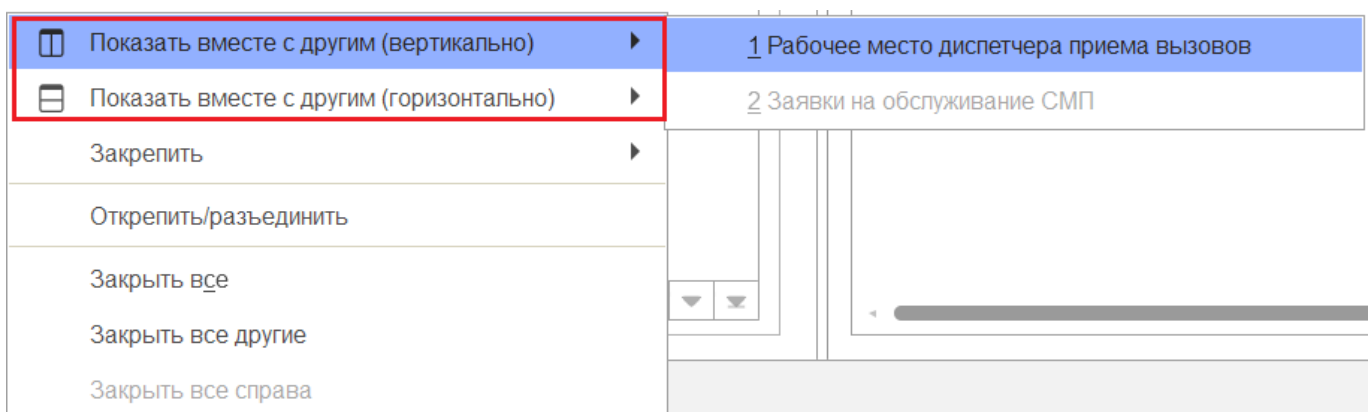 Показать вместе с другим (вертикально)
1 Рабочее место диспетчера приема вызовов
Показать вместе с другим (горизонтально)
2 Заявки на обслуживание СМП
Закрепить
Открепить/разъединить
Закрыть все
Закрыть все другие
Закрыть все справа